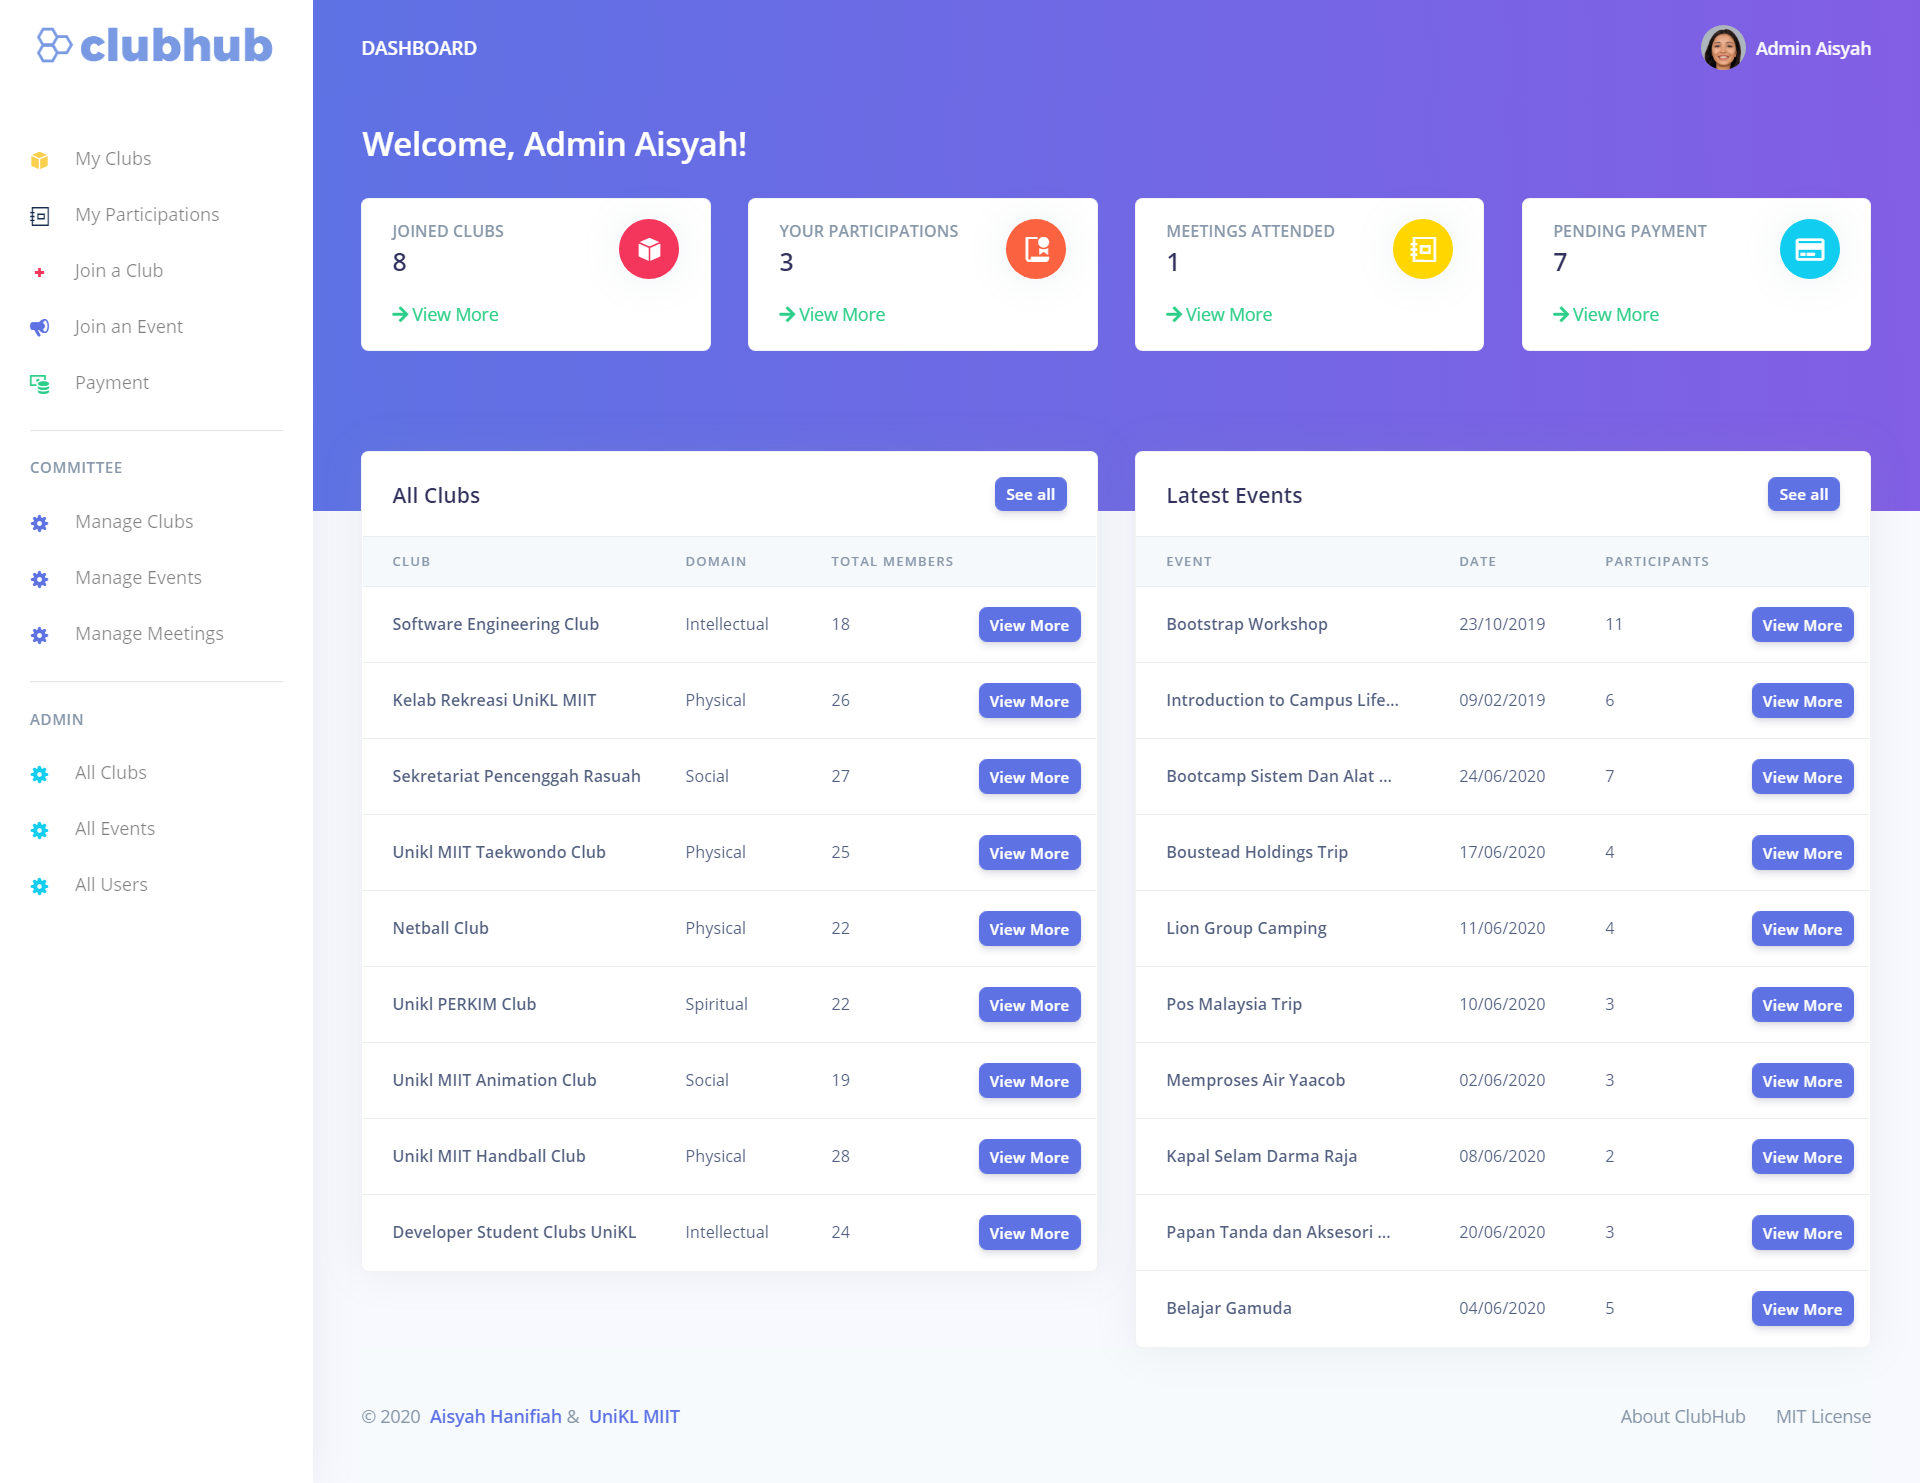 clubhub
My Clubs
My Participations
Join a Club
Join an Event
Payment
COMMITTEE
Manage Clubs
Manage Events
Manage Meetings
ADMIN
All Clubs
All Events
All Users
DASHBOARD
Admin Aisyah
Welcome, Admin Aisyah!
JOINED CLUBS
8
View More
YOUR PARTICIPATIONS
3
View More
MEETINGS ATTENDED
1
View More
PENDING PAYMENT
7
View More
All Clubs See all
CLUB DOMAIN TOTAL MEMBERS
Software Engineering Club Intellectual 18 View More
Kelab Rekreasi UniKL MIIT Physical 26 View More
Sekretariat Pencenggah Rasuah Social 27 View More
Unikl MIIT Taekwondo Club Physical 25 View More
Netball Club Physical 22 View More
Unikl PERKIM Club Spiritual 22 View More
Unikl MIIT Animation Club Social 19 View More
Unikl MIIT Handball Club Physical 28 View More
Developer Student Clubs UniKL Intellectual 24 View More
Latest Events See all
EVENT DATE PARTICIPANTS
Bootstrap Workshop 23/10/2019 11 View More
Introduction to Campus Life... 09/02/2019 6 View More
Bootcamp Sistem Dan Alat ... 24/06/2020 7 View More
Boustead Holdings Trip 17/06/2020 4 View More
Lion Group Camping 11/06/2020 4 View More
Pos Malaysia Trip 10/06/2020 3 View More
Memproses Air Yaacob 02/06/2020 3 View More
Kapal Selam Darma Raja 08/06/2020 2 View More
Papan Tanda dan Aksesori ... 20/06/2020 3 View More
Belajar Gamuda 04/06/2020 5 View More
© 2020 Aisyah Hanifiah & UniKL MIIT
About ClubHub MIT License